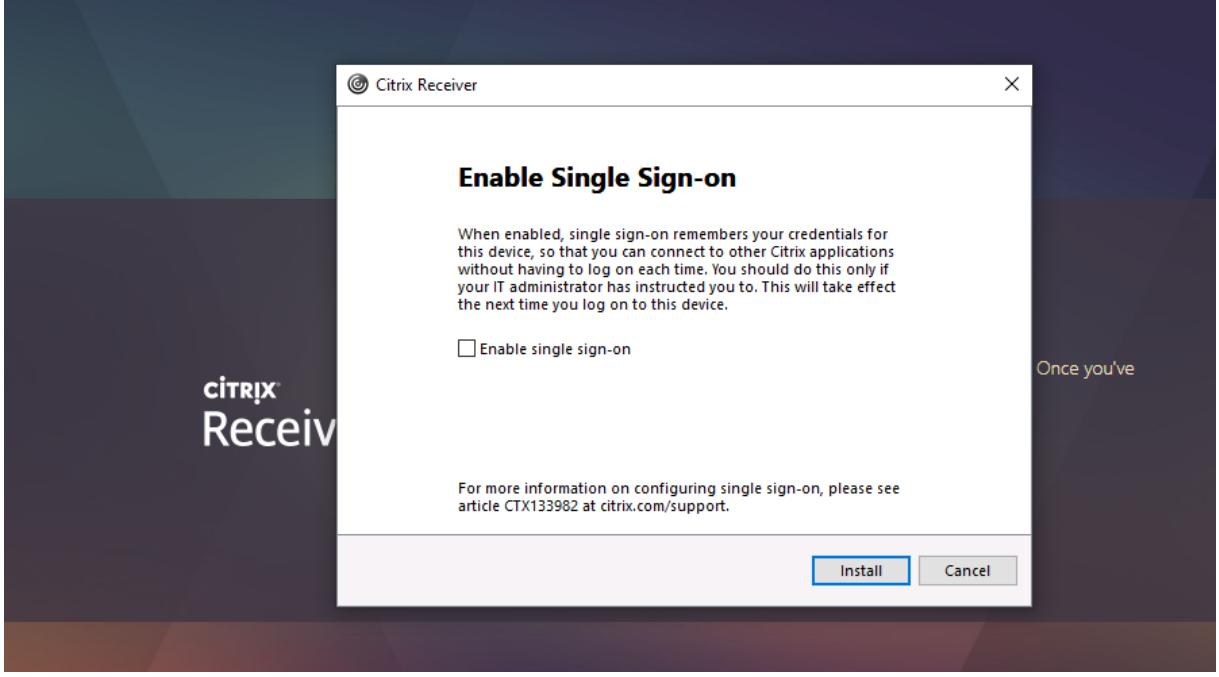 Citrix Receiver
Enable Single Sign-on
When enabled, single sign-on remembers your credentials for
this device, so that you can connect to other Citrix applications
without having to log on each time. You should do this only if
your IT administrator has instructed you to. This will take effect
the next time you log on to this device.
Enable single sign-on
Once you've
CİTRIX
Receiv
For more information on configuring single sign-on, please see
article CTX133982 at citrix.com/support.
Install
Cancel